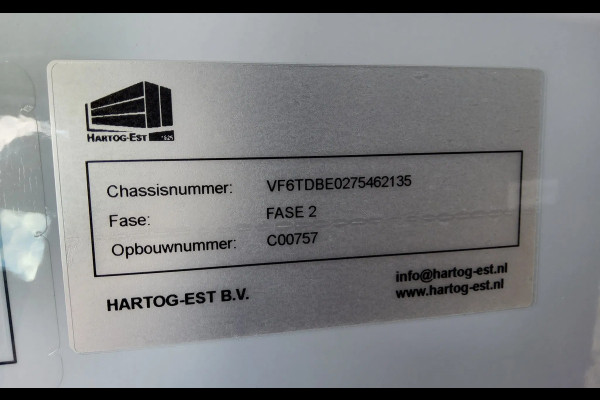 HARTOG-EST 1925
Chassisnummer: VF6TDBE0275462135
Fase: FASE 2
Opbouwnummer: C00757
HARTOG-EST B.V.
info@hartog-est.nl
www.hartog-est.nl